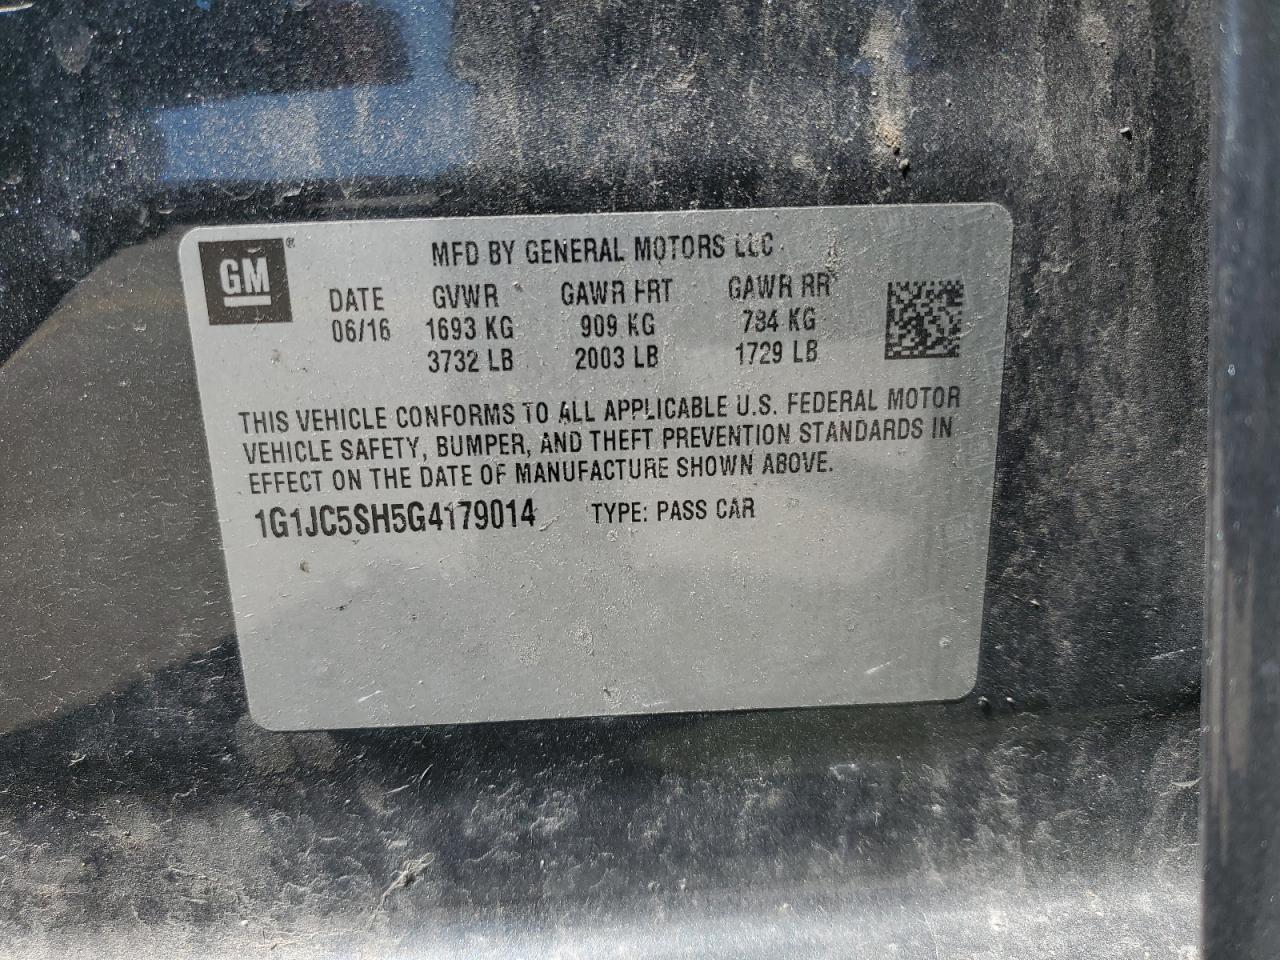 GM ®
MFD BY GENERAL MOTORS LLC
DATE GVWR GAWR FRT GAWR RR
06/16 1693 KG 909 KG 784 KG
3732 LB 2003 LB 1729 LB
THIS VEHICLE CONFORMS TO ALL APPLICABLE U.S. FEDERAL MOTOR
VEHICLE SAFETY, BUMPER, AND THEFT PREVENTION STANDARDS IN
EFFECT ON THE DATE OF MANUFACTURE SHOWN ABOVE.
1G1JC5SH5G4179014 TYPE: PASS CAR